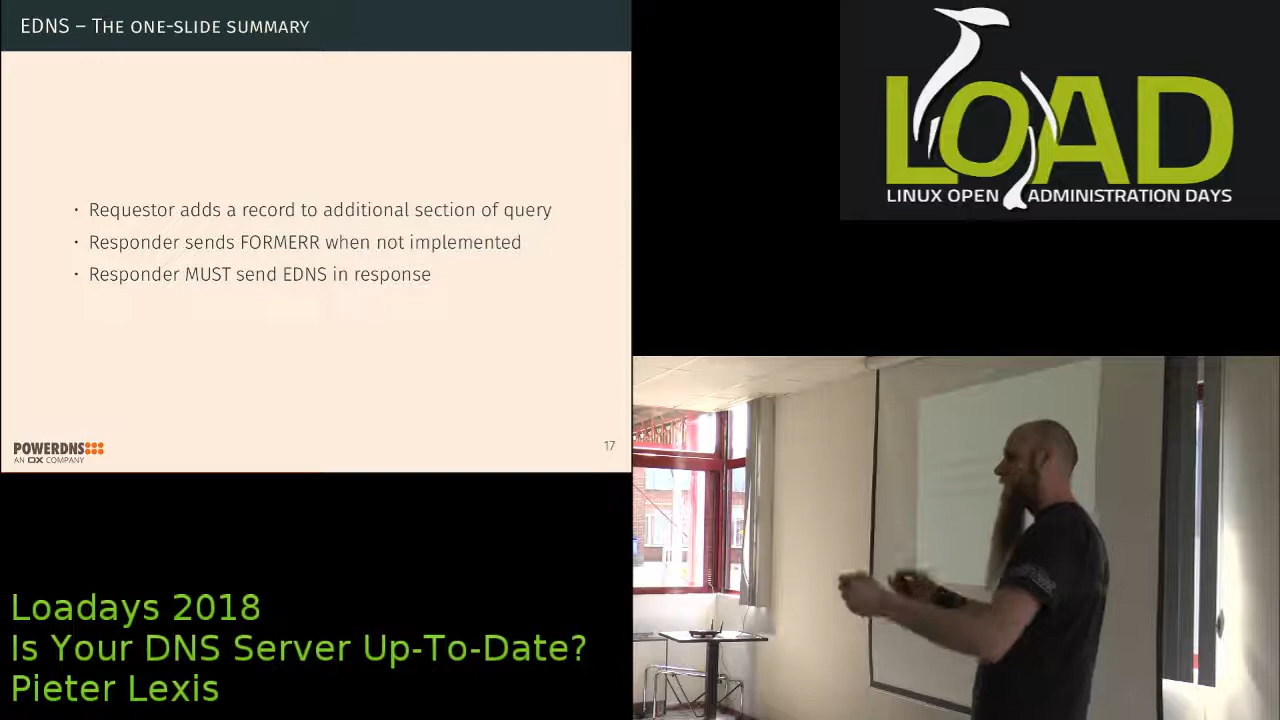 EDNS – THE ONE-SLIDE SUMMARY
· Requestor adds a record to additional section of query
· Responder sends FORMERR when not implemented
· Responder MUST send EDNS in response
POWERDNS
AN OX COMPANY
17
LOAD
LINUX OPEN ADMINISTRATION DAYS
Loadays 2018
Is Your DNS Server Up-To-Date?
Pieter Lexis